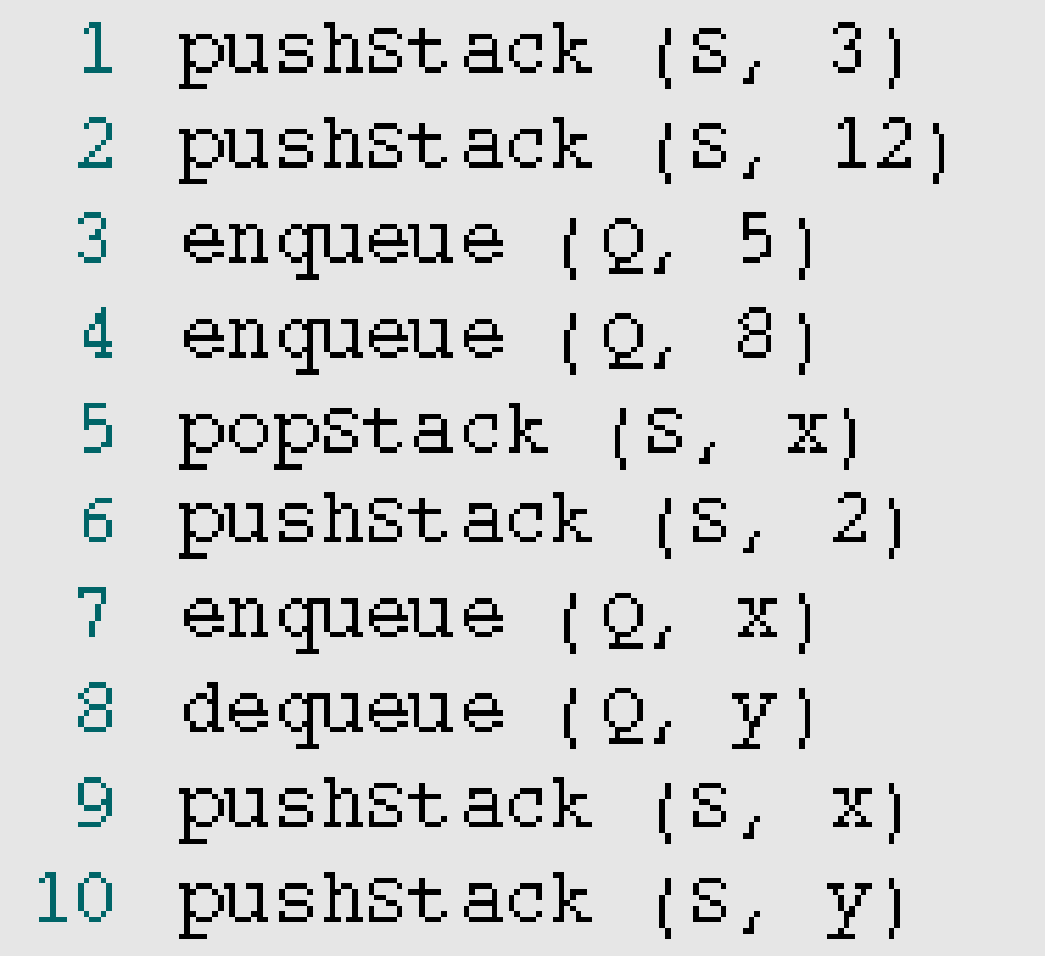 1 pushStack (S, 3)
2 pushStack (S, 12)
3 enqueue (Q, 5)
4 enqueue (Q, 8)
5 popStack (S, x)
6 pushStack (S, 2)
7 enqueue (Q, x)
8 dequeue (Q, y)
9 pushStack (S, x)
10 pushStack (S, y)